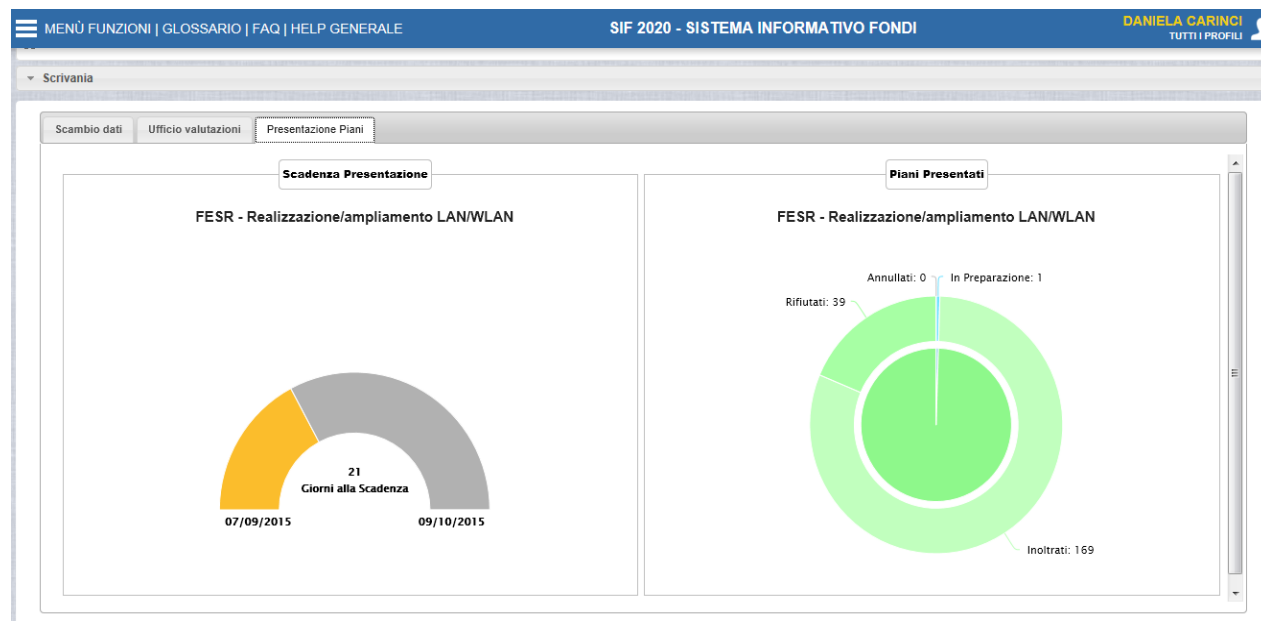 MENÙ FUNZIONI | GLOSSARIO | FAQ | HELP GENERALE
SIF 2020 - SISTEMA INFORMATIVO FONDI
DANIELA CARINCI
TUTTI I PROFILI
Scrivania
Scambio dati
Ufficio valutazioni
Presentazione Piani
Scadenza Presentazione
FESR - Realizzazione/ampliamento LAN/WLAN
21
Giorni alla Scadenza
07/09/2015
09/10/2015
Piani Presentati
FESR - Realizzazione/ampliamento LAN/WLAN
Annullati: 0
In Preparazione: 1
Rifiutati: 39
Inoltrati: 169